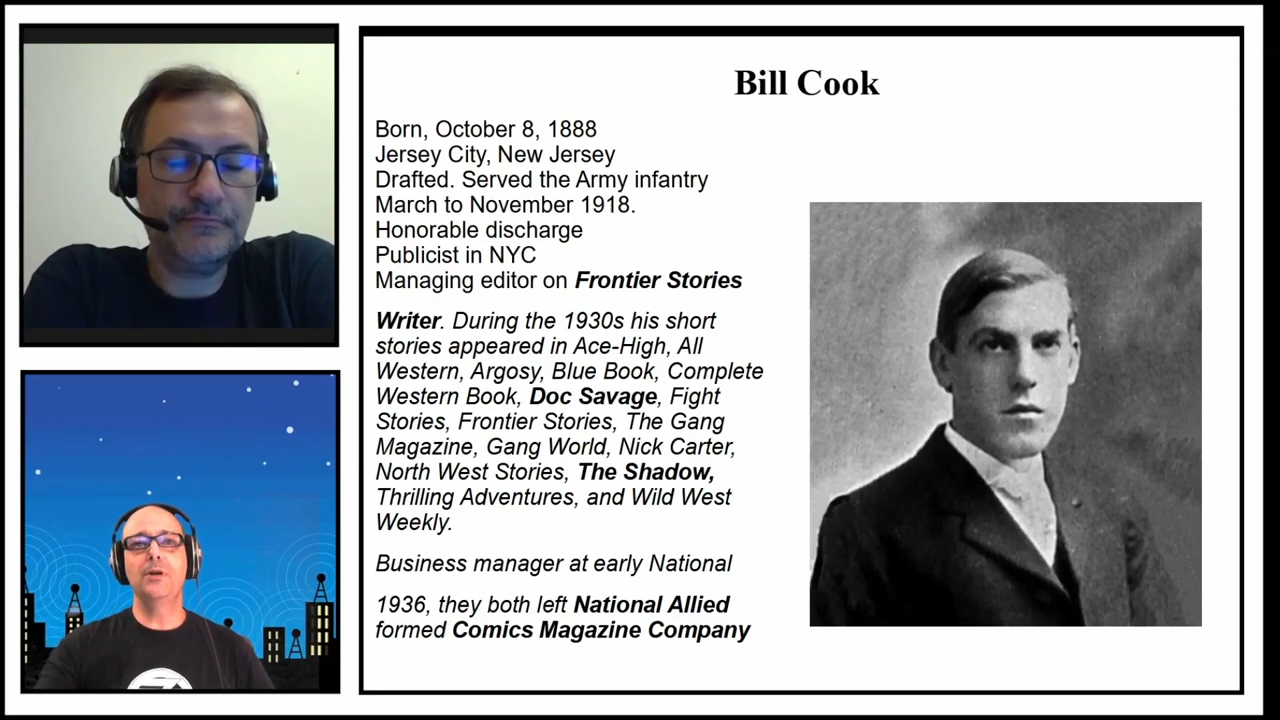 Bill Cook
Born, October 8, 1888
Jersey City, New Jersey
Drafted. Served the Army infantry
March to November 1918.
Honorable discharge
Publicist in NYC
Managing editor on Frontier Stories
Writer. During the 1930s his short
stories appeared in Ace-High, All
Western, Argosy, Blue Book, Complete
Western Book, Doc Savage, Fight
Stories, Frontier Stories, The Gang
Magazine, Gang World, Nick Carter,
North West Stories, The Shadow,
Thrilling Adventures, and Wild West
Weekly.
Business manager at early National
1936, they both left National Allied
formed Comics Magazine Company